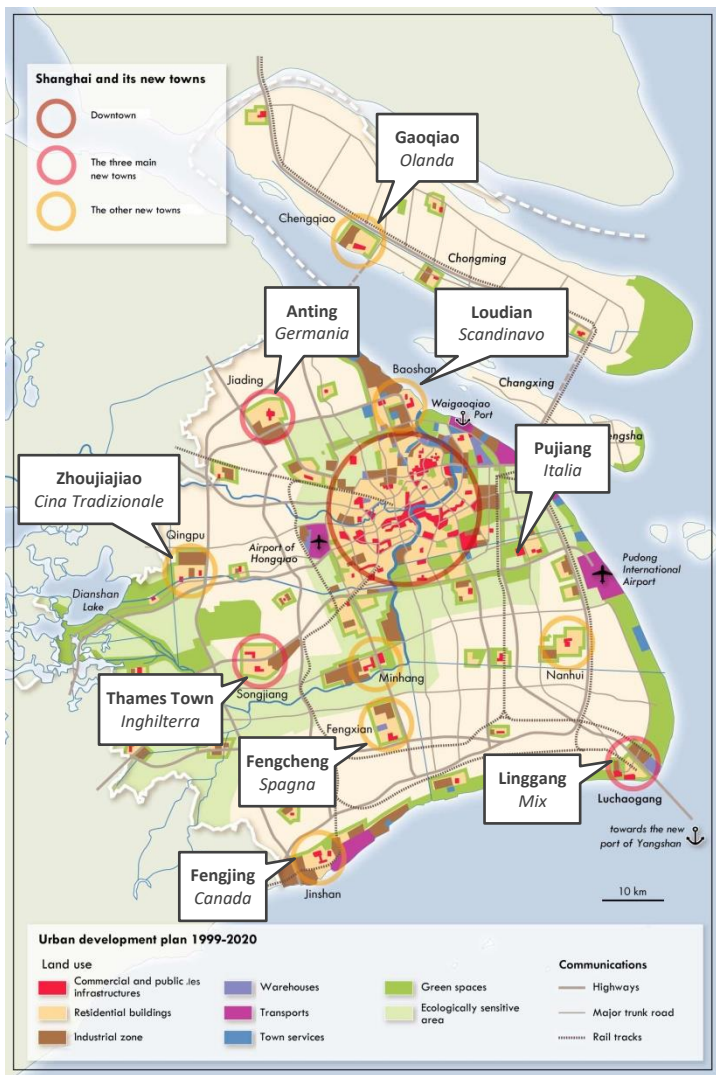 Shanghai and its new towns
Downtown
The three main
new towns
The other new towns
Gaoqiao
Olanda
Chengqiao
Chongming
Anting
Germania
Loudian
Scandinavo
Baoshan
Changxing
Jiading
Waigaoqiao
Port
engsha
Pujiang
Italia
Zhoujiajiao
Cina Tradizionale
Qingpu
Airport of
Hongqiao
Pudong
International
Airport
Dianshan
Lake
Minhang
Nanhui
Songjiang
Thames Town
Inghilterra
Fengxian
Fengcheng
Spagna
Linggang
Mix
Luchaogang
towards the new
port of Yangshan
Fengjing
Canada
Jinshan
10 km
Urban development plan 1999-2020
Land use
Commercial and public .les
infrastructures
Residential buildings
Industrial zone
Warehouses
Transports
Town services
Green spaces
Ecologically sensitive
area
Communications
Highways
Major trunk road
Rail tracks